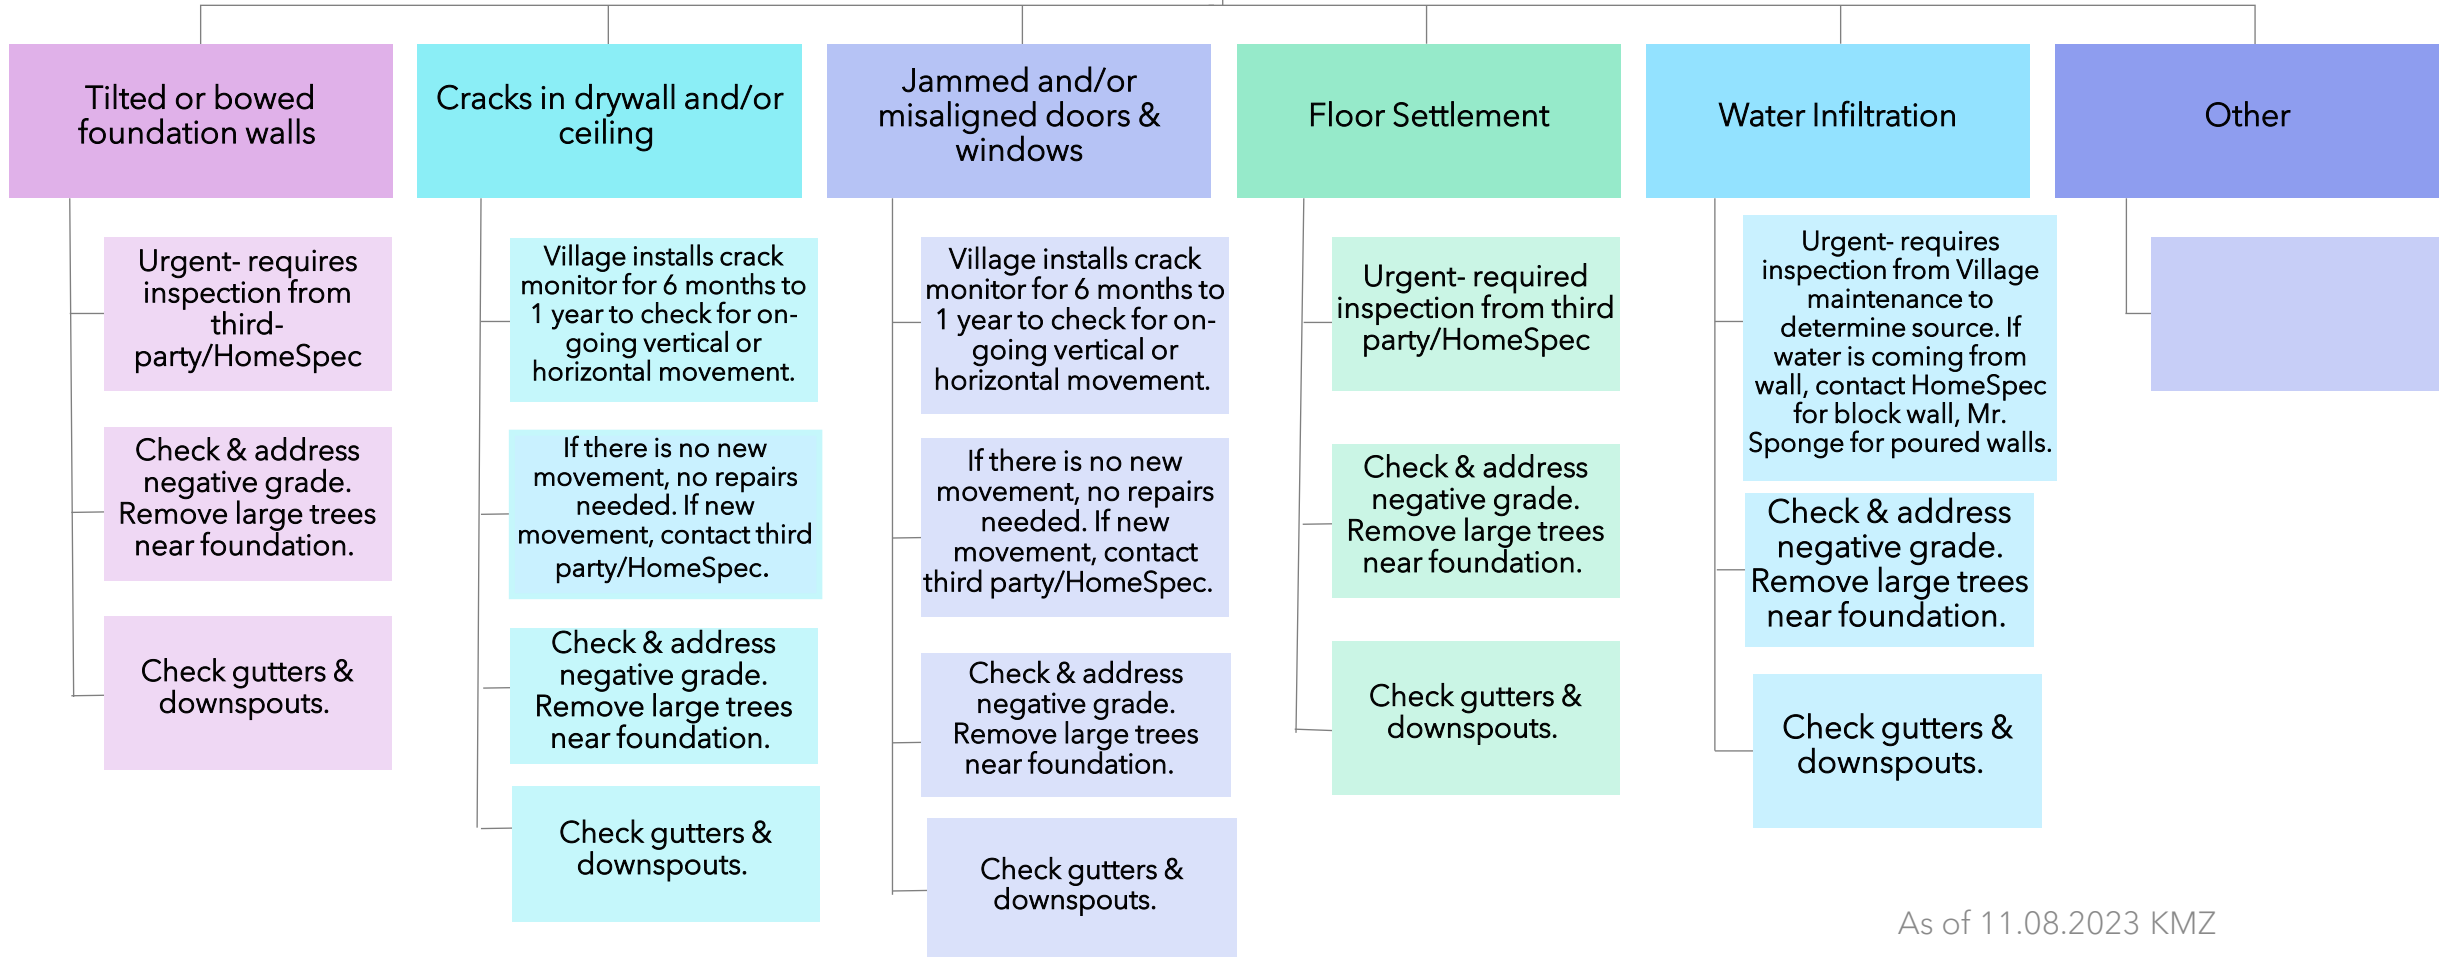 Tilted or bowed
foundation walls
Urgent- requires
inspection from
third-
party/HomeSpec
Check & address
negative grade.
Remove large trees
near foundation.
Check gutters &
downspouts.
Cracks in drywall and/or
ceiling
Village installs crack
monitor for 6 months to
1 year to check for on-
going vertical or
horizontal movement.
If there is no new
movement, no repairs
needed. If new
movement, contact third
party/HomeSpec.
Check & address
negative grade.
Remove large trees
near foundation.
Check gutters &
downspouts.
Jammed and/or
misaligned doors &
windows
Village installs crack
monitor for 6 months to
1 year to check for on-
going vertical or
horizontal movement.
If there is no new
movement, no repairs
needed. If new
movement, contact
third party/HomeSpec.
Check & address
negative grade.
Remove large trees
near foundation.
Check gutters &
downspouts.
Floor Settlement
Urgent- required
inspection from third
party/HomeSpec
Check & address
negative grade.
Remove large trees
near foundation.
Check gutters &
downspouts.
Water Infiltration
Urgent- requires
inspection from Village
maintenance to
determine source. If
water is coming from
wall, contact HomeSpec
for block wall, Mr.
Sponge for poured walls.
Check & address
negative grade.
Remove large trees
near foundation.
Check gutters &
downspouts.
Other
As of 11.08.2023 KMZ